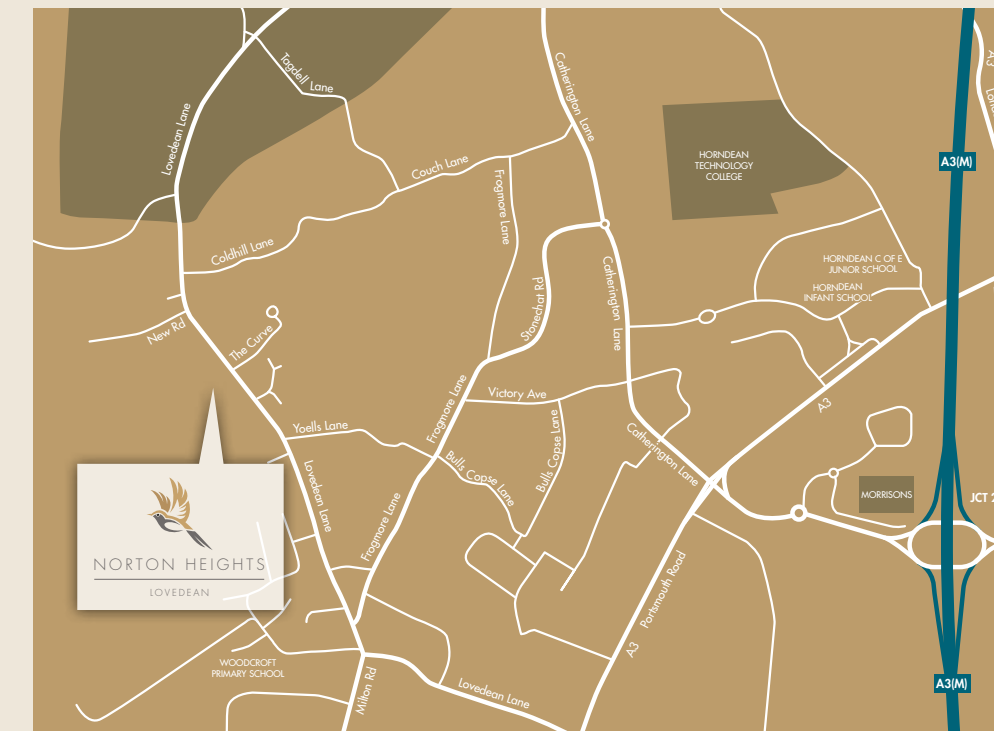 Tagdell Lane
Lovedean Lane
Catherington Lane
A3
HORNDEAN
TECHNOLOGY
COLLEGE
A3(M)
Couch Lane
Frogmore Lane
Coldhill Lane
HORNDEAN C OF E
JUNIOR SCHOOL
HORNDEAN
INFANT SCHOOL
Catherington Lane
Stonechat Rd
New Rd
The Curve
Victory Ave
Frogmore Lane
A3
Yoells Lane
Bulls Copse Lane
Bulls Copse Lane
Catherington Lane
Lovedean Lane
MORRISONS
JCT 2
Frogmore Lane
NORTON HEIGHTS
LOVEDEAN
A3 Portsmouth Road
WOODCROFT
PRIMARY SCHOOL
Milton Rd
Lovedean Lane
A3(M)